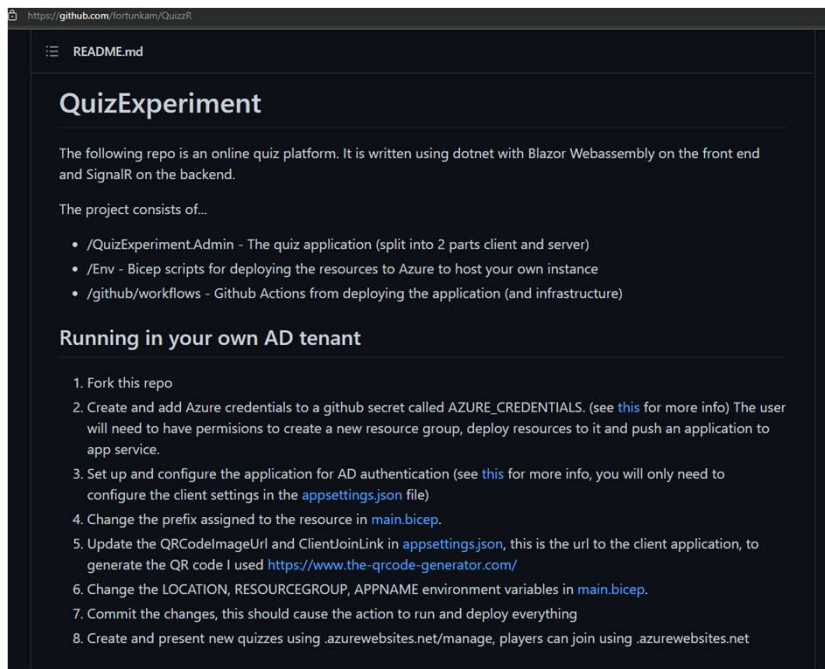 https://github.com/fortunkam/QuizzR
README.md
QuizExperiment
The following repo is an online quiz platform. It is written using dotnet with Blazor Webassembly on the front end
and SignalR on the backend.
The project consists of...
• /QuizExperiment.Admin - The quiz application (split into 2 parts client and server)
• /Env - Bicep scripts for deploying the resources to Azure to host your own instance
• /github/workflows - Github Actions from deploying the application (and infrastructure)
Running in your own AD tenant
1. Fork this repo
2. Create and add Azure credentials to a github secret called AZURE_CREDENTIALS. (see this for more info) The user
will need to have permisions to create a new resource group, deploy resources to it and push an application to
app service.
3. Set up and configure the application for AD authentication (see this for more info, you will only need to
configure the client settings in the appsettings.json file)
4. Change the prefix assigned to the resource in main.bicep.
5. Update the QRCodeImageUrl and ClientJoinLink in appsettings.json, this is the url to the client application, to
generate the QR code I used https://www.the-qrcode-generator.com/
6. Change the LOCATION, RESOURCEGROUP, APPNAME environment variables in main.bicep.
7. Commit the changes, this should cause the action to run and deploy everything
8. Create and present new quizzes using .azurewebsites.net/manage, players can join using .azurewebsites.net